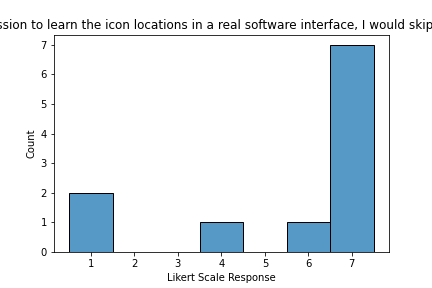 ssion to learn the icon locations in a real software interface, I would skip
7
6
5
4
3
2
1
0
Count
1 2 3 4 5 6 7
Likert Scale Response